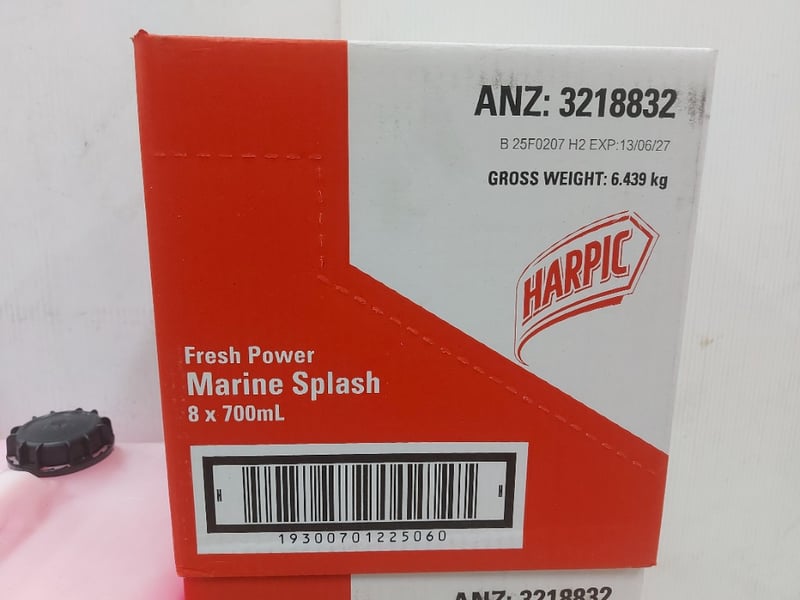 ANZ: 3218832
B 25F0207 H2 EXP:13/06/27
GROSS WEIGHT: 6.439 kg
HARPIC
Fresh Power
Marine Splash
8 x 700mL
H H
19300701225060
ANZ: 3218832